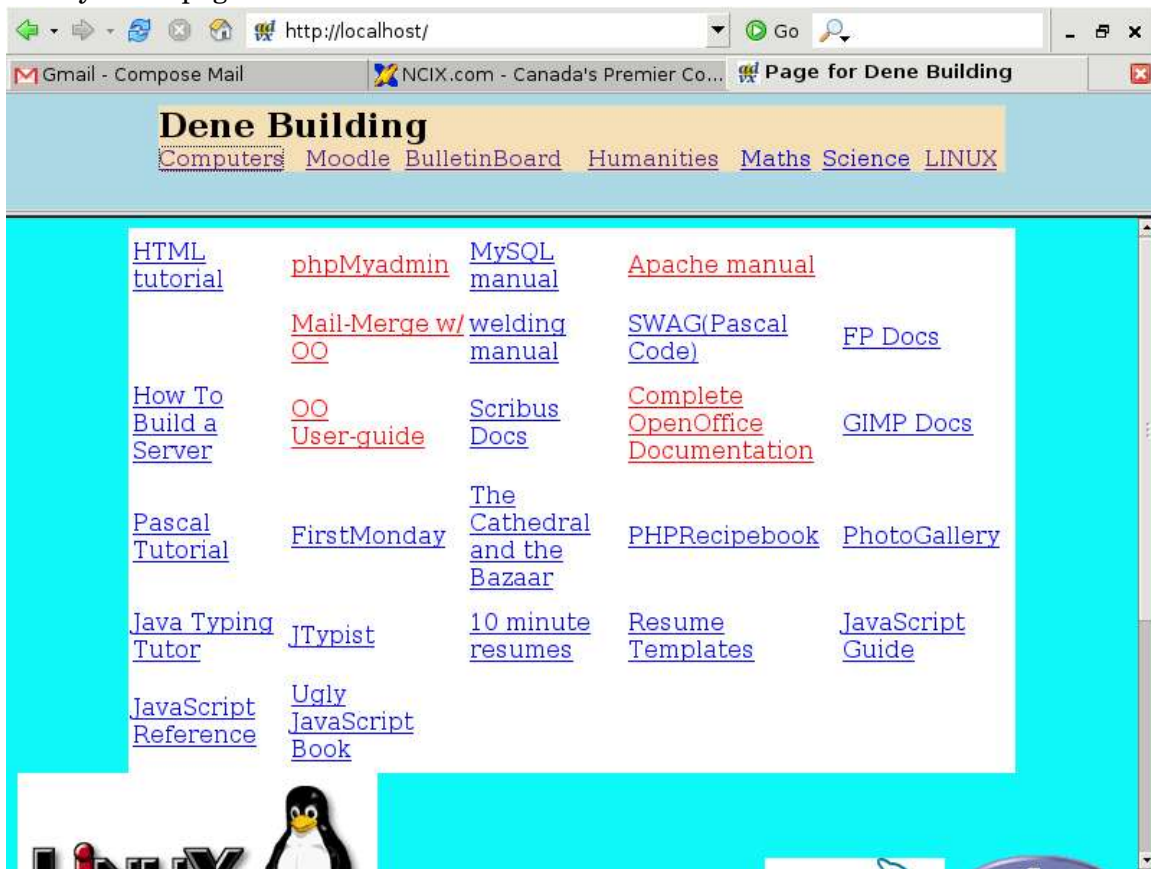 http://localhost/ Go
Gmail - Compose Mail NCIX.com - Canada's Premier Co... Page for Dene Building
Dene Building
Computers Moodle BulletinBoard Humanities Maths Science LINUX
HTML tutorial phpMyadmin MySQL manual Apache manual
Mail-Merge w/ OO welding manual SWAG(Pascal Code) FP Docs
How To Build a Server OO User-guide Scribus Docs Complete OpenOffice Documentation GIMP Docs
Pascal Tutorial FirstMonday The Cathedral and the Bazaar PHPRecipebook PhotoGallery
Java Typing Tutor JTypist 10 minute resumes Resume Templates JavaScript Guide
JavaScript Reference Ugly JavaScript Book
LINUX